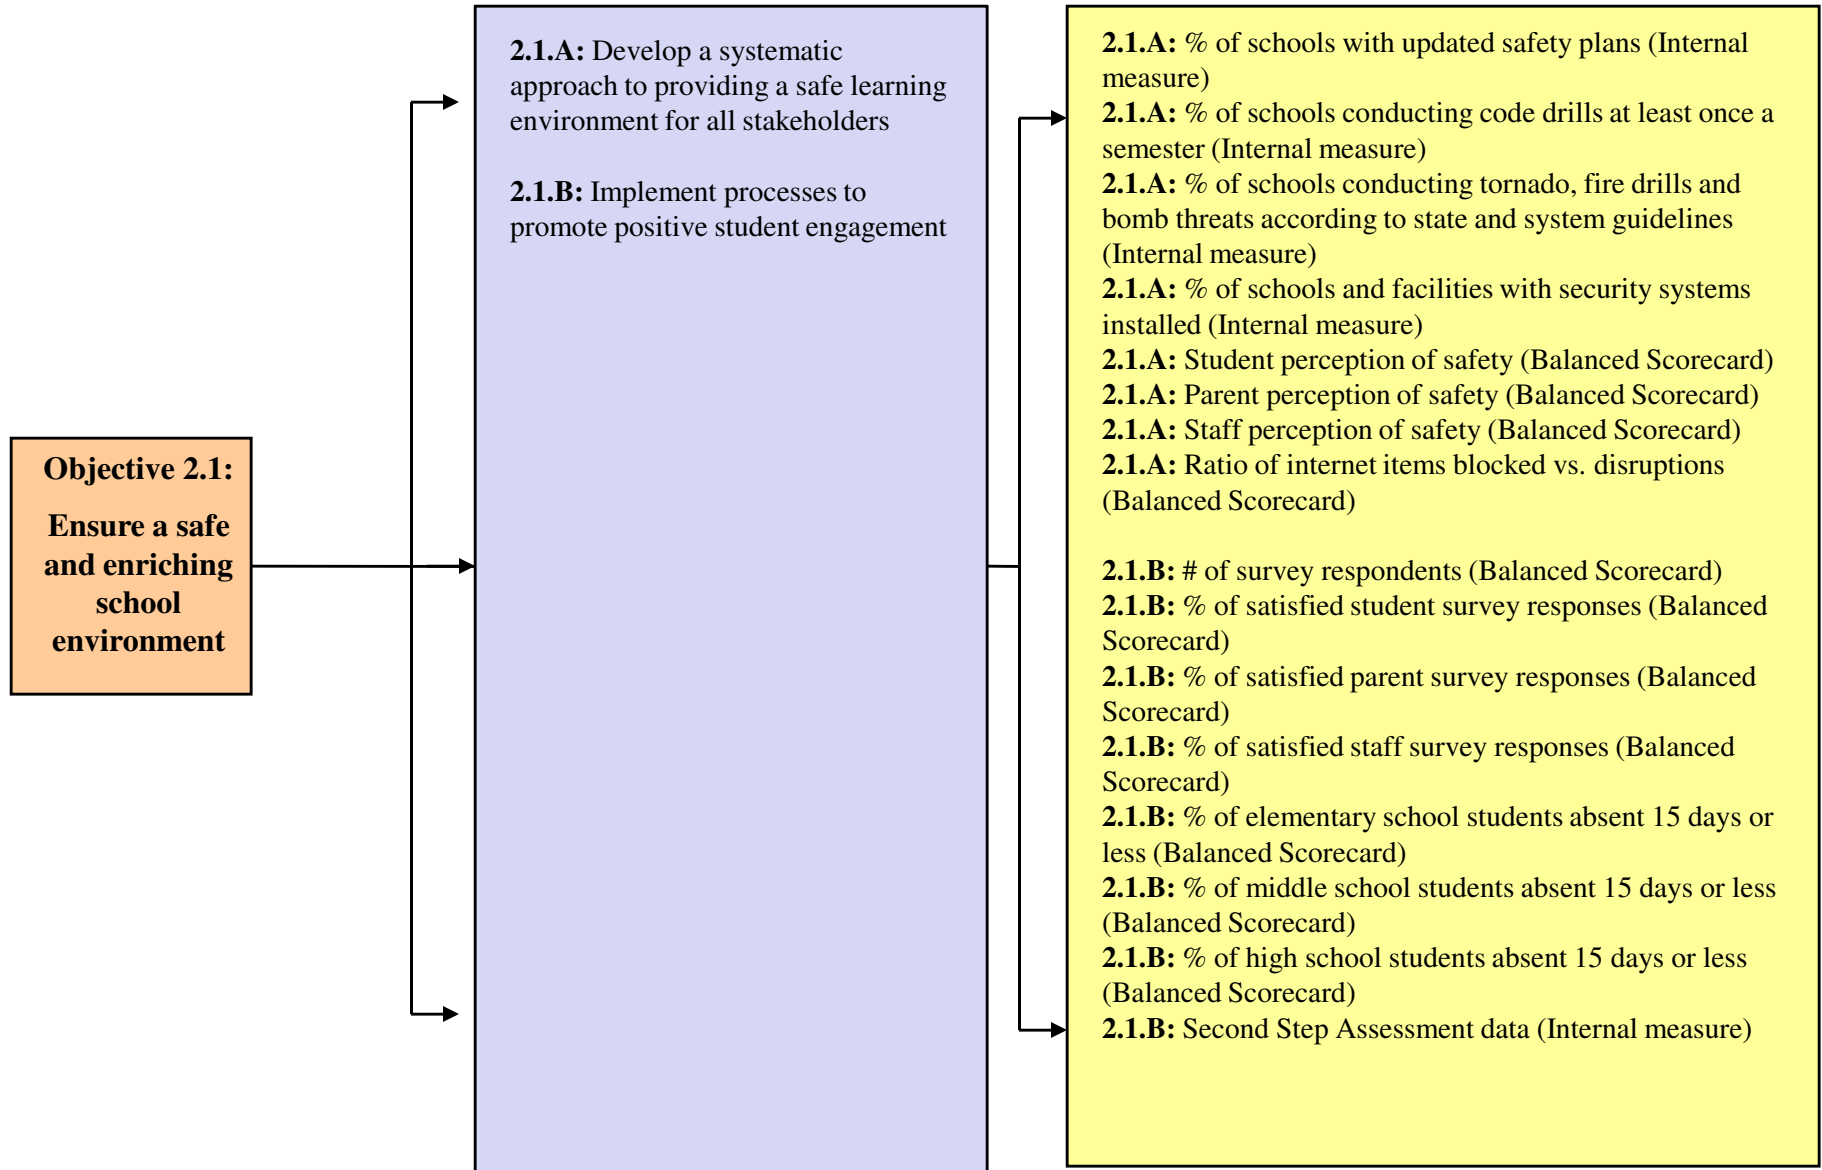 Objective 2.1:
Ensure a safe
and enriching
school
environment
2.1.A: Develop a systematic
approach to providing a safe learning
environment for all stakeholders
2.1.B: Implement processes to
promote positive student engagement
2.1.A: % of schools with updated safety plans (Internal
measure)
2.1.A: % of schools conducting code drills at least once a
semester (Internal measure)
2.1.A: % of schools conducting tornado, fire drills and
bomb threats according to state and system guidelines
(Internal measure)
2.1.A: % of schools and facilities with security systems
installed (Internal measure)
2.1.A: Student perception of safety (Balanced Scorecard)
2.1.A: Parent perception of safety (Balanced Scorecard)
2.1.A: Staff perception of safety (Balanced Scorecard)
2.1.A: Ratio of internet items blocked vs. disruptions
(Balanced Scorecard)
2.1.B: # of survey respondents (Balanced Scorecard)
2.1.B: % of satisfied student survey responses (Balanced
Scorecard)
2.1.B: % of satisfied parent survey responses (Balanced
Scorecard)
2.1.B: % of satisfied staff survey responses (Balanced
Scorecard)
2.1.B: % of elementary school students absent 15 days or
less (Balanced Scorecard)
2.1.B: % of middle school students absent 15 days or less
(Balanced Scorecard)
2.1.B: % of high school students absent 15 days or less
(Balanced Scorecard)
2.1.B: Second Step Assessment data (Internal measure)